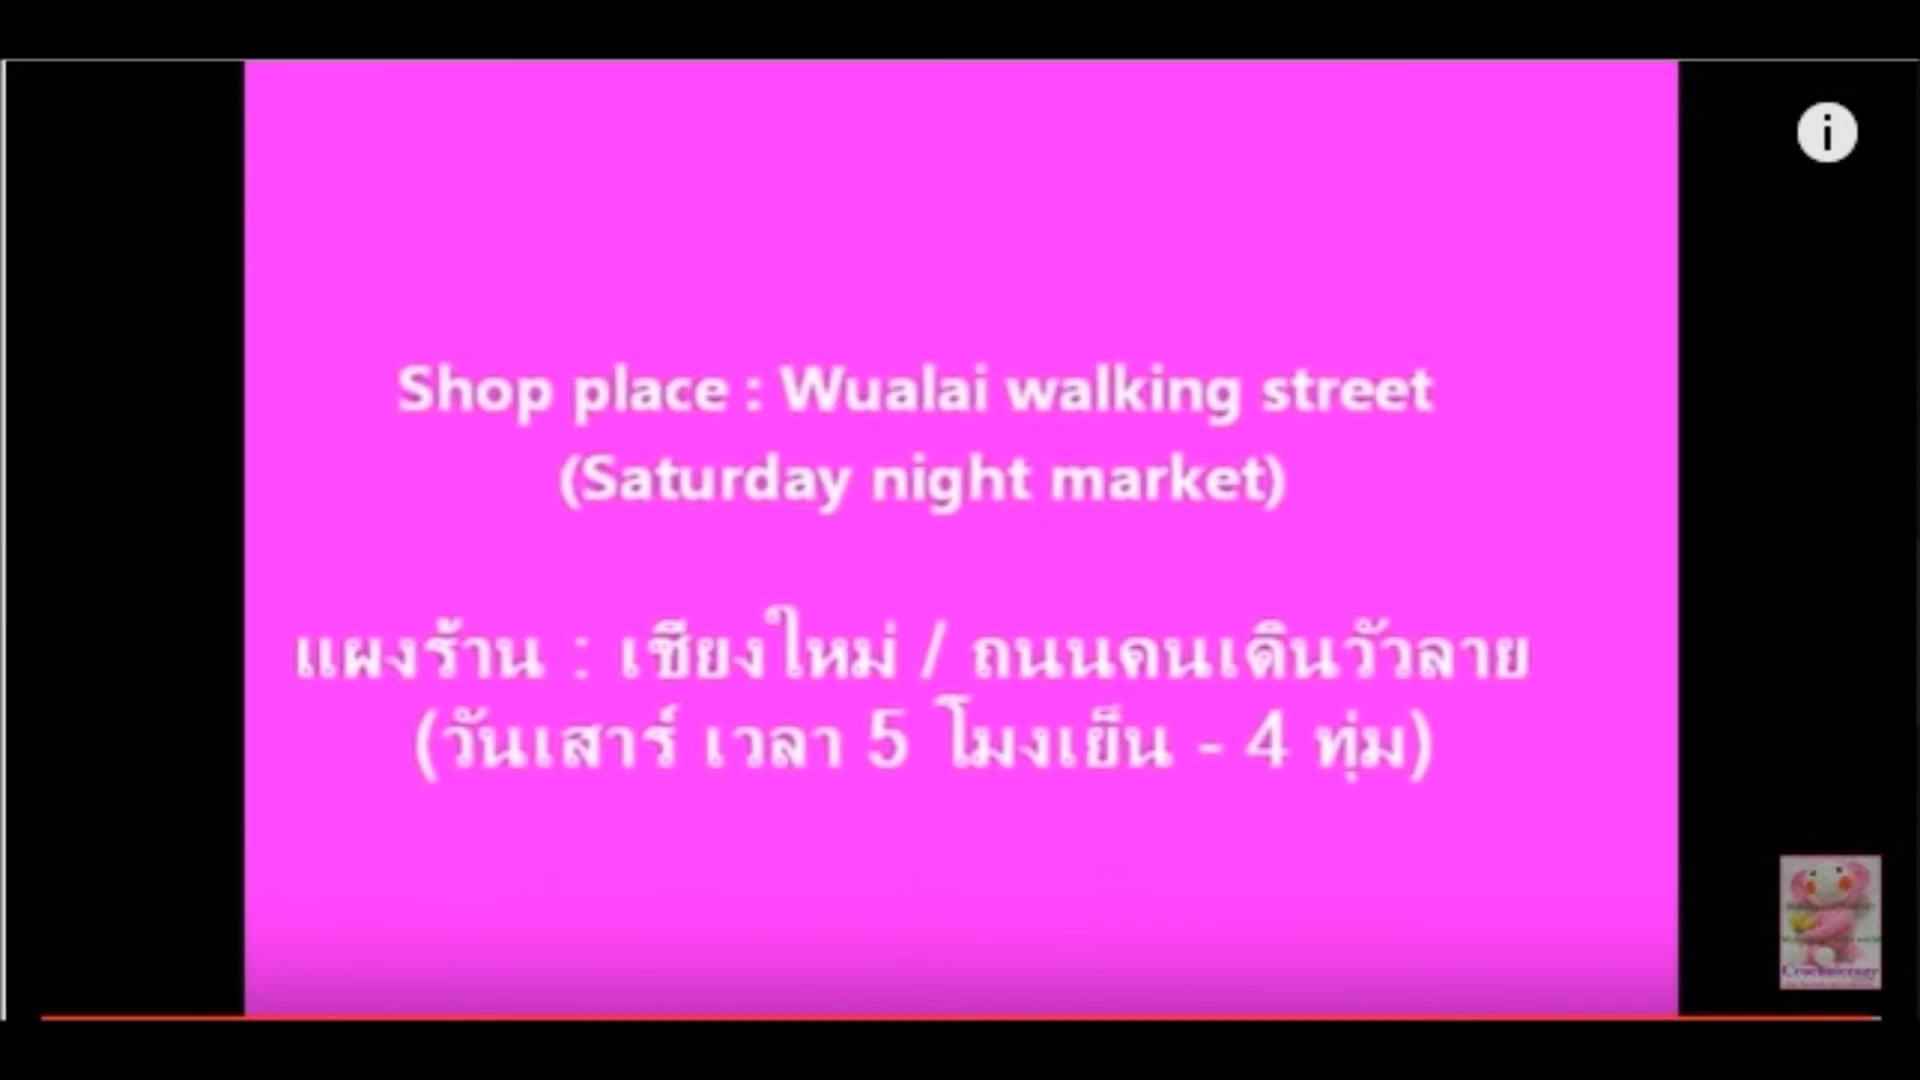 Shop place : Wualai walking street
(Saturday night market)
แผงร้าน : เชียงใหม่ / ถนนคนเดินวัวลาย
(วันเสาร์ เวลา 5 โมงเย็น - 4 ทุ่ม)